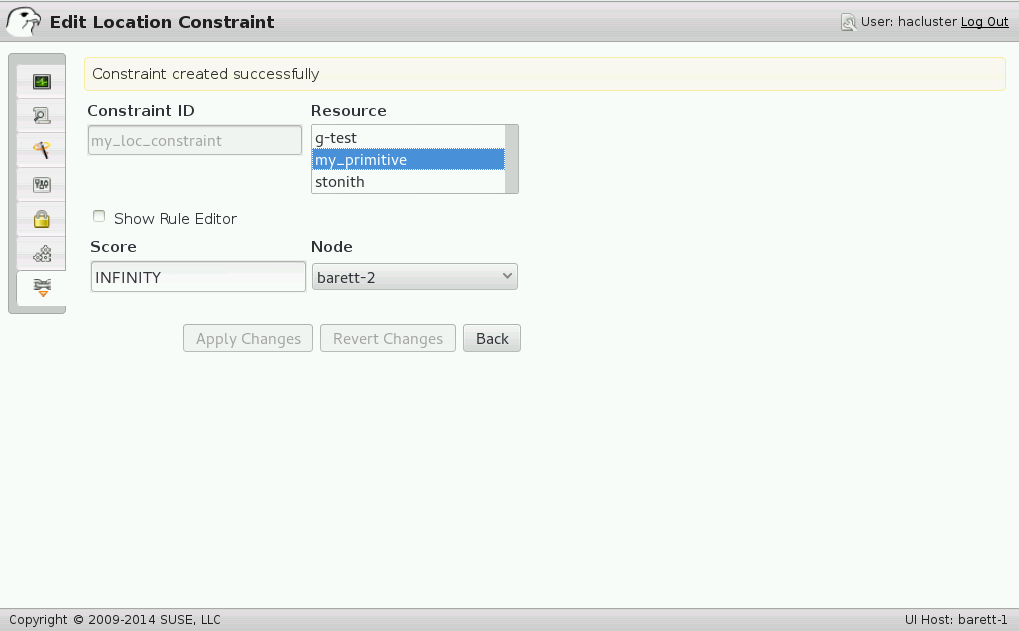 Edit Location Constraint
User: hacluster Log Out
Constraint created successfully
Constraint ID
Resource
my_loc_constraint
g-test
my_primitive
stonith
Show Rule Editor
Score
Node
INFINITY
barett-2
Apply Changes
Revert Changes
Back
Copyright © 2009-2014 SUSE, LLC
UI Host: barett-1